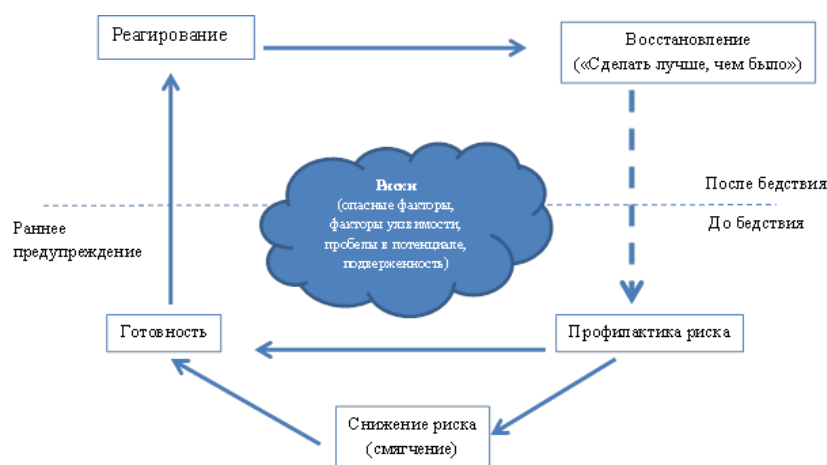 Реагирование
Восстановление
(«Сделать лучше, чем было»)
Риски
(опасные факторы,
факторы уязвимости,
пробелы в потенциале,
подверженность)
После бедствия
До бедствия
Раннее
предупреждение
Готовность
Профилактика риска
Снижение риска
(смягчение)